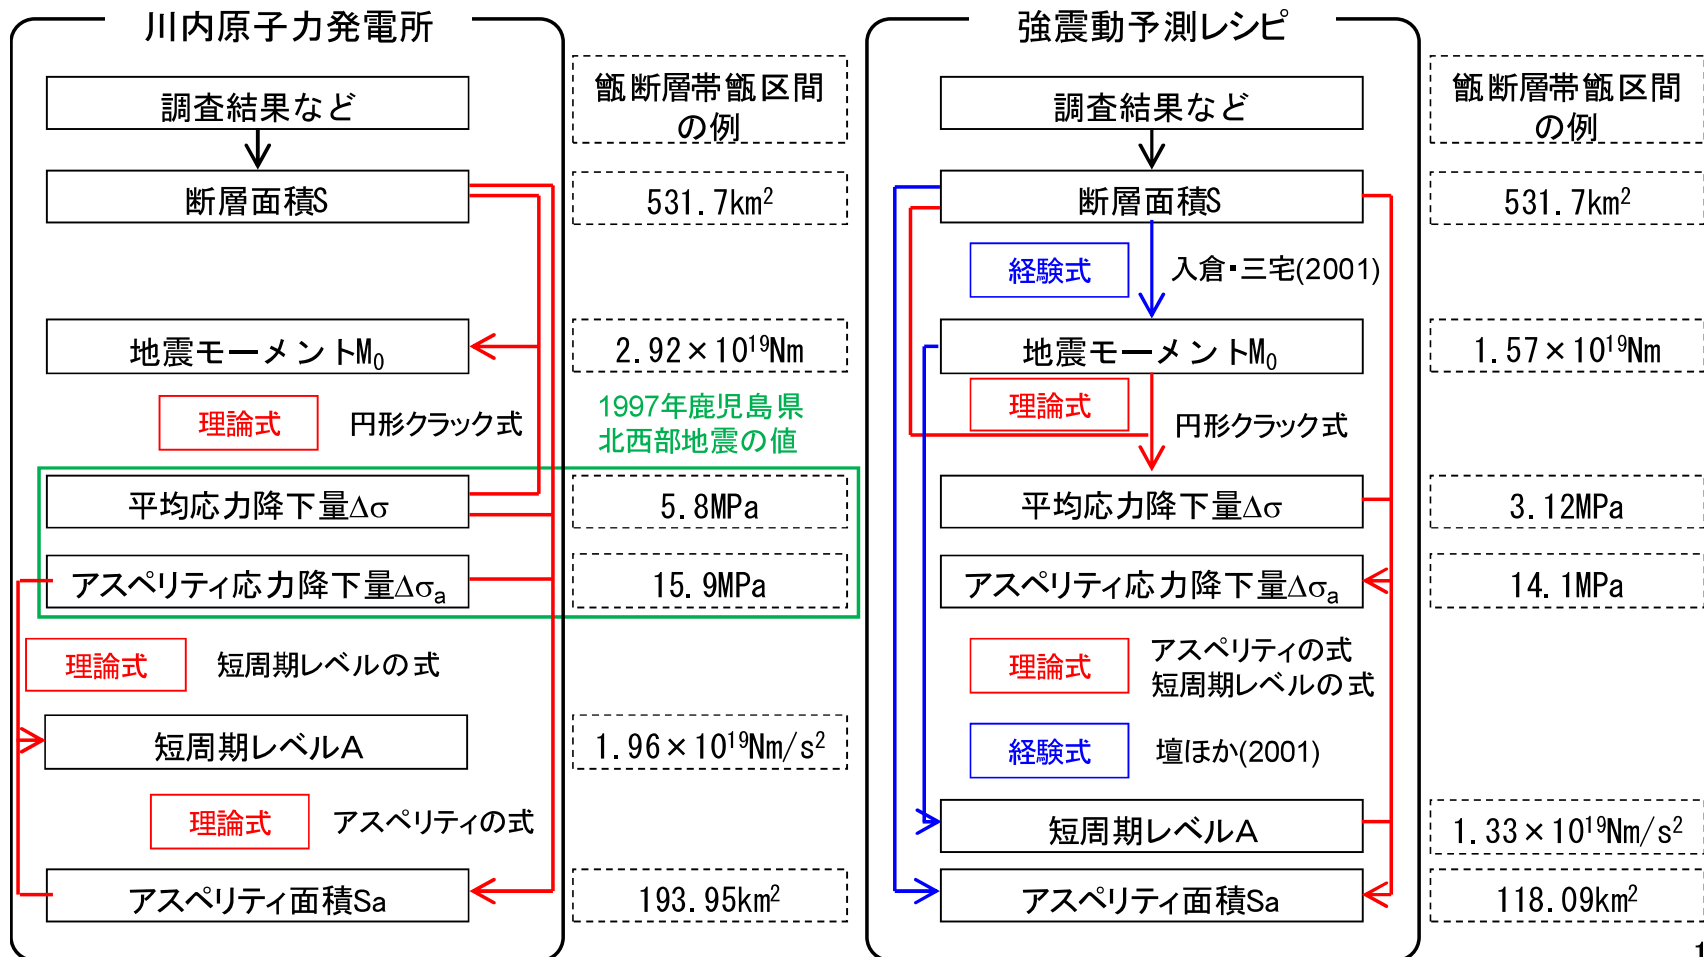 川内原子力発電所
調査結果など
甑断層帯甑区間
の例
断層面積S
531.7km²
地震モーメントM₀
2.92×10¹⁹Nm
理論式
円形クラック式
1997年鹿児島県
北西部地震の値
平均応力降下量Δσ
5.8MPa
アスペリティ応力降下量Δσₐ
15.9MPa
理論式
短周期レベルの式
短周期レベルA
1.96×10¹⁹Nm/s²
理論式
アスペリティの式
アスペリティ面積Sa
193.95km²
強震動予測レシピ
調査結果など
甑断層帯甑区間
の例
断層面積S
531.7km²
経験式
入倉・三宅(2001)
地震モーメントM₀
1.57×10¹⁹Nm
理論式
円形クラック式
平均応力降下量Δσ
3.12MPa
アスペリティ応力降下量Δσₐ
14.1MPa
理論式
アスペリティの式
短周期レベルの式
経験式
壇ほか(2001)
短周期レベルA
1.33×10¹⁹Nm/s²
アスペリティ面積Sa
118.09km²